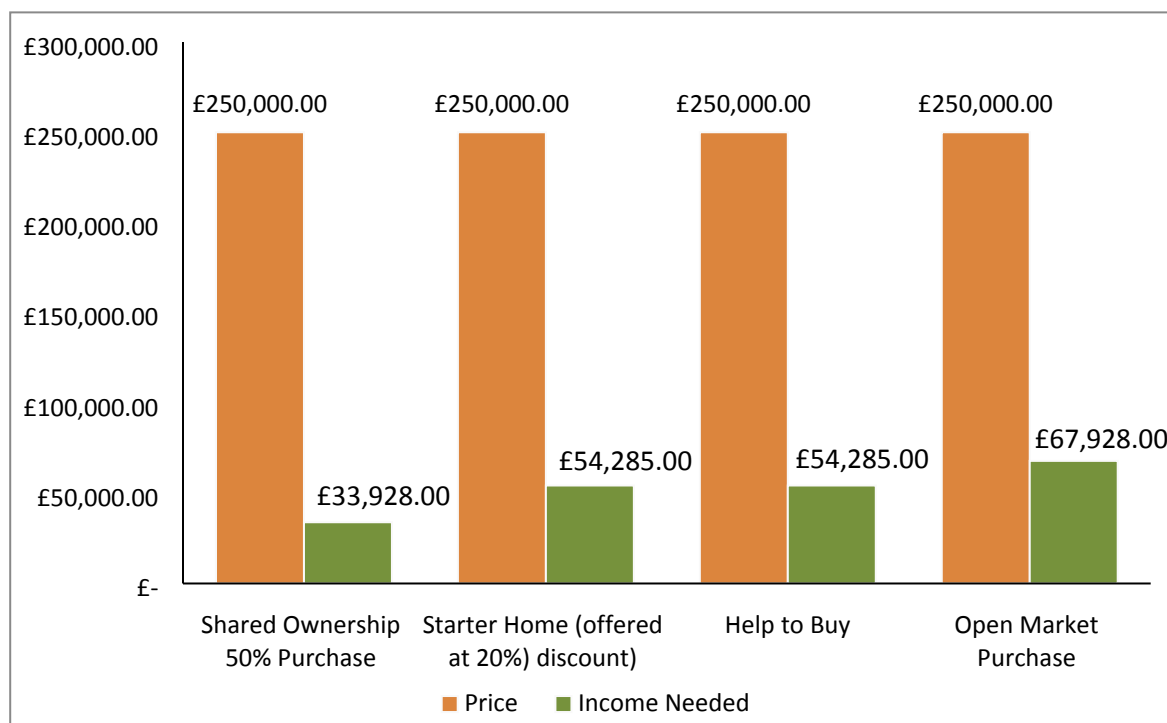 £300,000.00
£250,000.00
£200,000.00
£150,000.00
£100,000.00
£50,000.00
£-
£250,000.00 £250,000.00 £250,000.00 £250,000.00
£33,928.00
£54,285.00
£54,285.00
£67,928.00
Shared Ownership
50% Purchase
Starter Home (offered
at 20%) discount)
Help to Buy
Open Market
Purchase
Price Income Needed